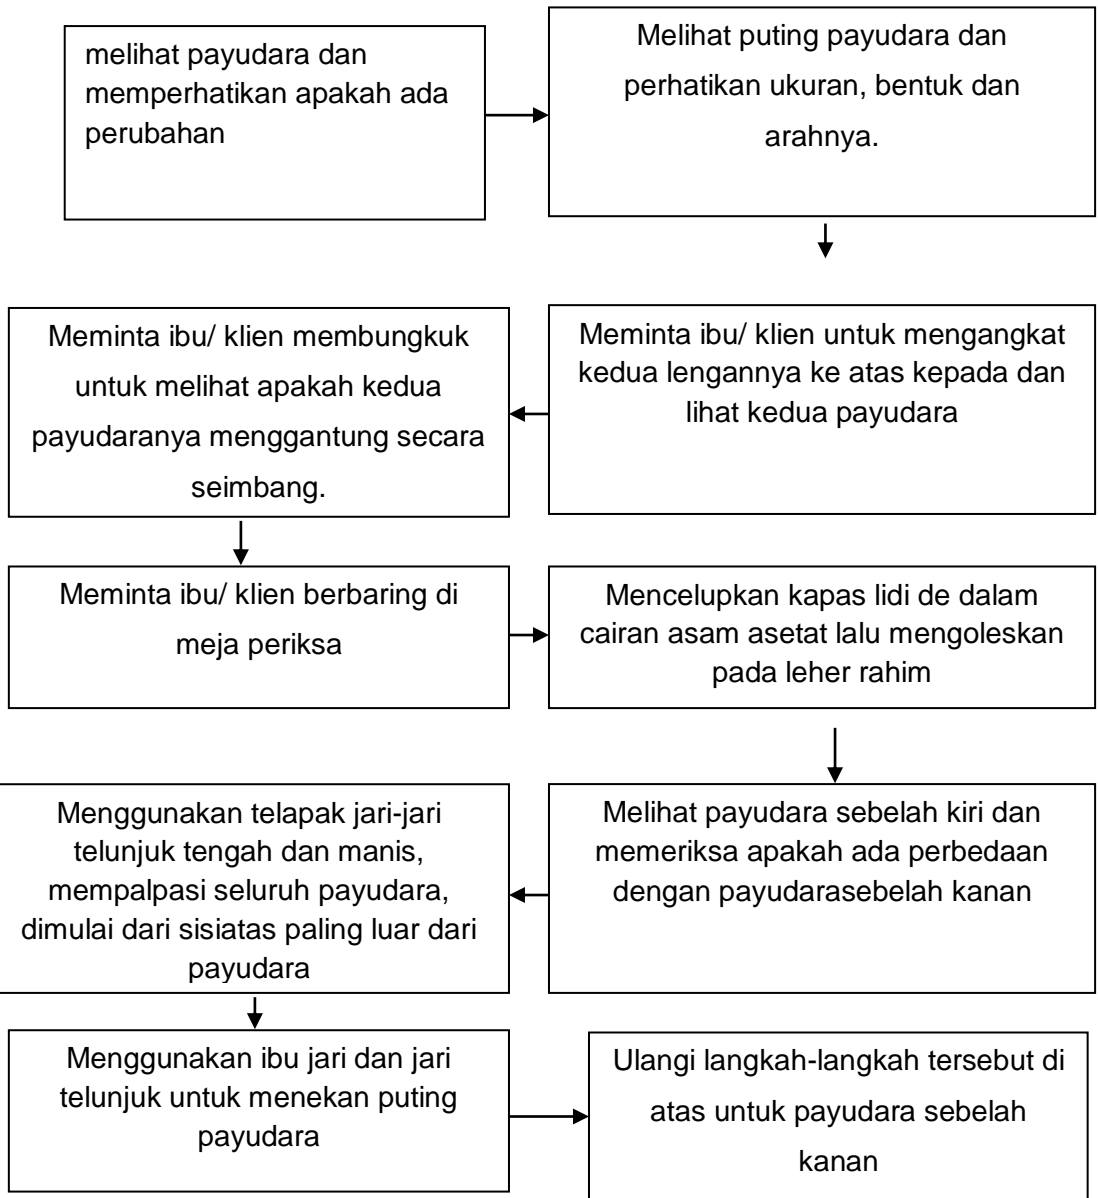 melihat payudara dan
memperhatikan apakah ada
perubahan
Melihat puting payudara dan
perhatikan ukuran, bentuk dan
arahnya.
Meminta ibu/ klien untuk mengangkat
kedua lengannya ke atas kepada dan
lihat kedua payudara
Meminta ibu/ klien membungkuk
untuk melihat apakah kedua
payudaranya menggantung secara
seimbang.
Meminta ibu/ klien berbaring di
meja periksa
Mencelupkan kapas lidi de dalam
cairan asam asetat lalu mengoleskan
pada leher rahim
Melihat payudara sebelah kiri dan
memeriksa apakah ada perbedaan
dengan payudarasebelah kanan
Menggunakan telapak jari-jari
telunjuk tengah dan manis,
mempalpasi seluruh payudara,
dimulai dari sisiatas paling luar dari
payudara
Menggunakan ibu jari dan jari
telunjuk untuk menekan puting
payudara
Ulangi langkah-langkah tersebut di
atas untuk payudara sebelah
kanan